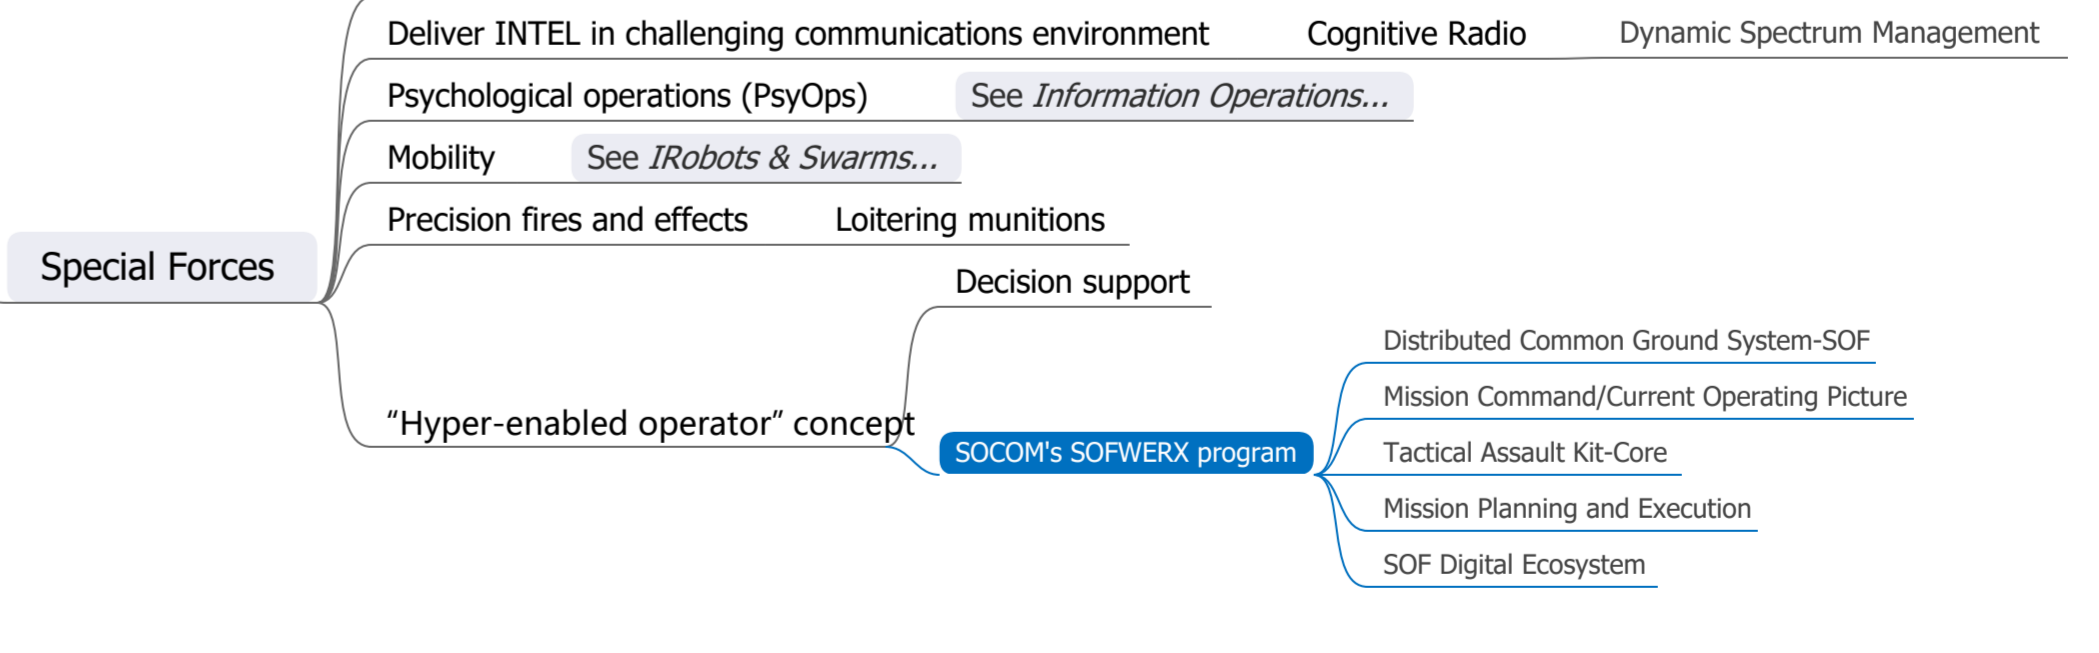 Deliver INTEL in challenging communications environment Cognitive Radio Dynamic Spectrum Management
Psychological operations (PsyOps) See Information Operations...
Mobility See IRobots & Swarms...
Precision fires and effects Loitering munitions
Special Forces
Decision support
Distributed Common Ground System-SOF
Mission Command/Current Operating Picture
“Hyper-enabled operator” concept
SOCOM's SOFWERX program
Tactical Assault Kit-Core
Mission Planning and Execution
SOF Digital Ecosystem